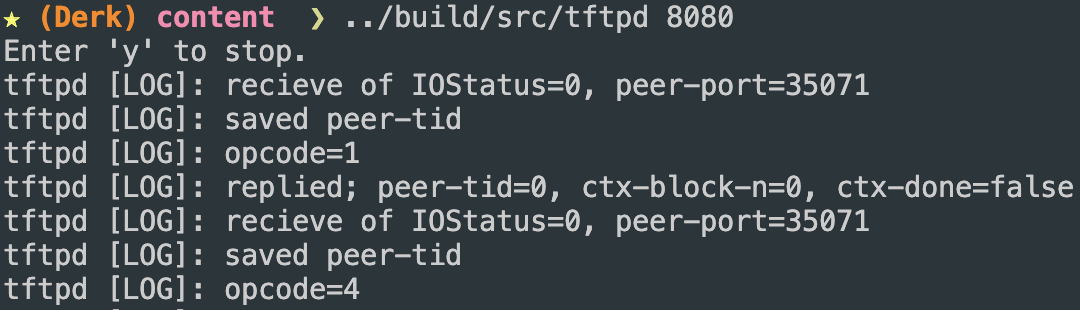 ★ (Derk) content ❯ ../build/src/tftpd 8080
Enter 'y' to stop.
tftpd [LOG]: recieve of IOStatus=0, peer-port=35071
tftpd [LOG]: saved peer-tid
tftpd [LOG]: opcode=1
tftpd [LOG]: replied; peer-tid=0, ctx-block-n=0, ctx-done=false
tftpd [LOG]: recieve of IOStatus=0, peer-port=35071
tftpd [LOG]: saved peer-tid
tftpd [LOG]: opcode=4